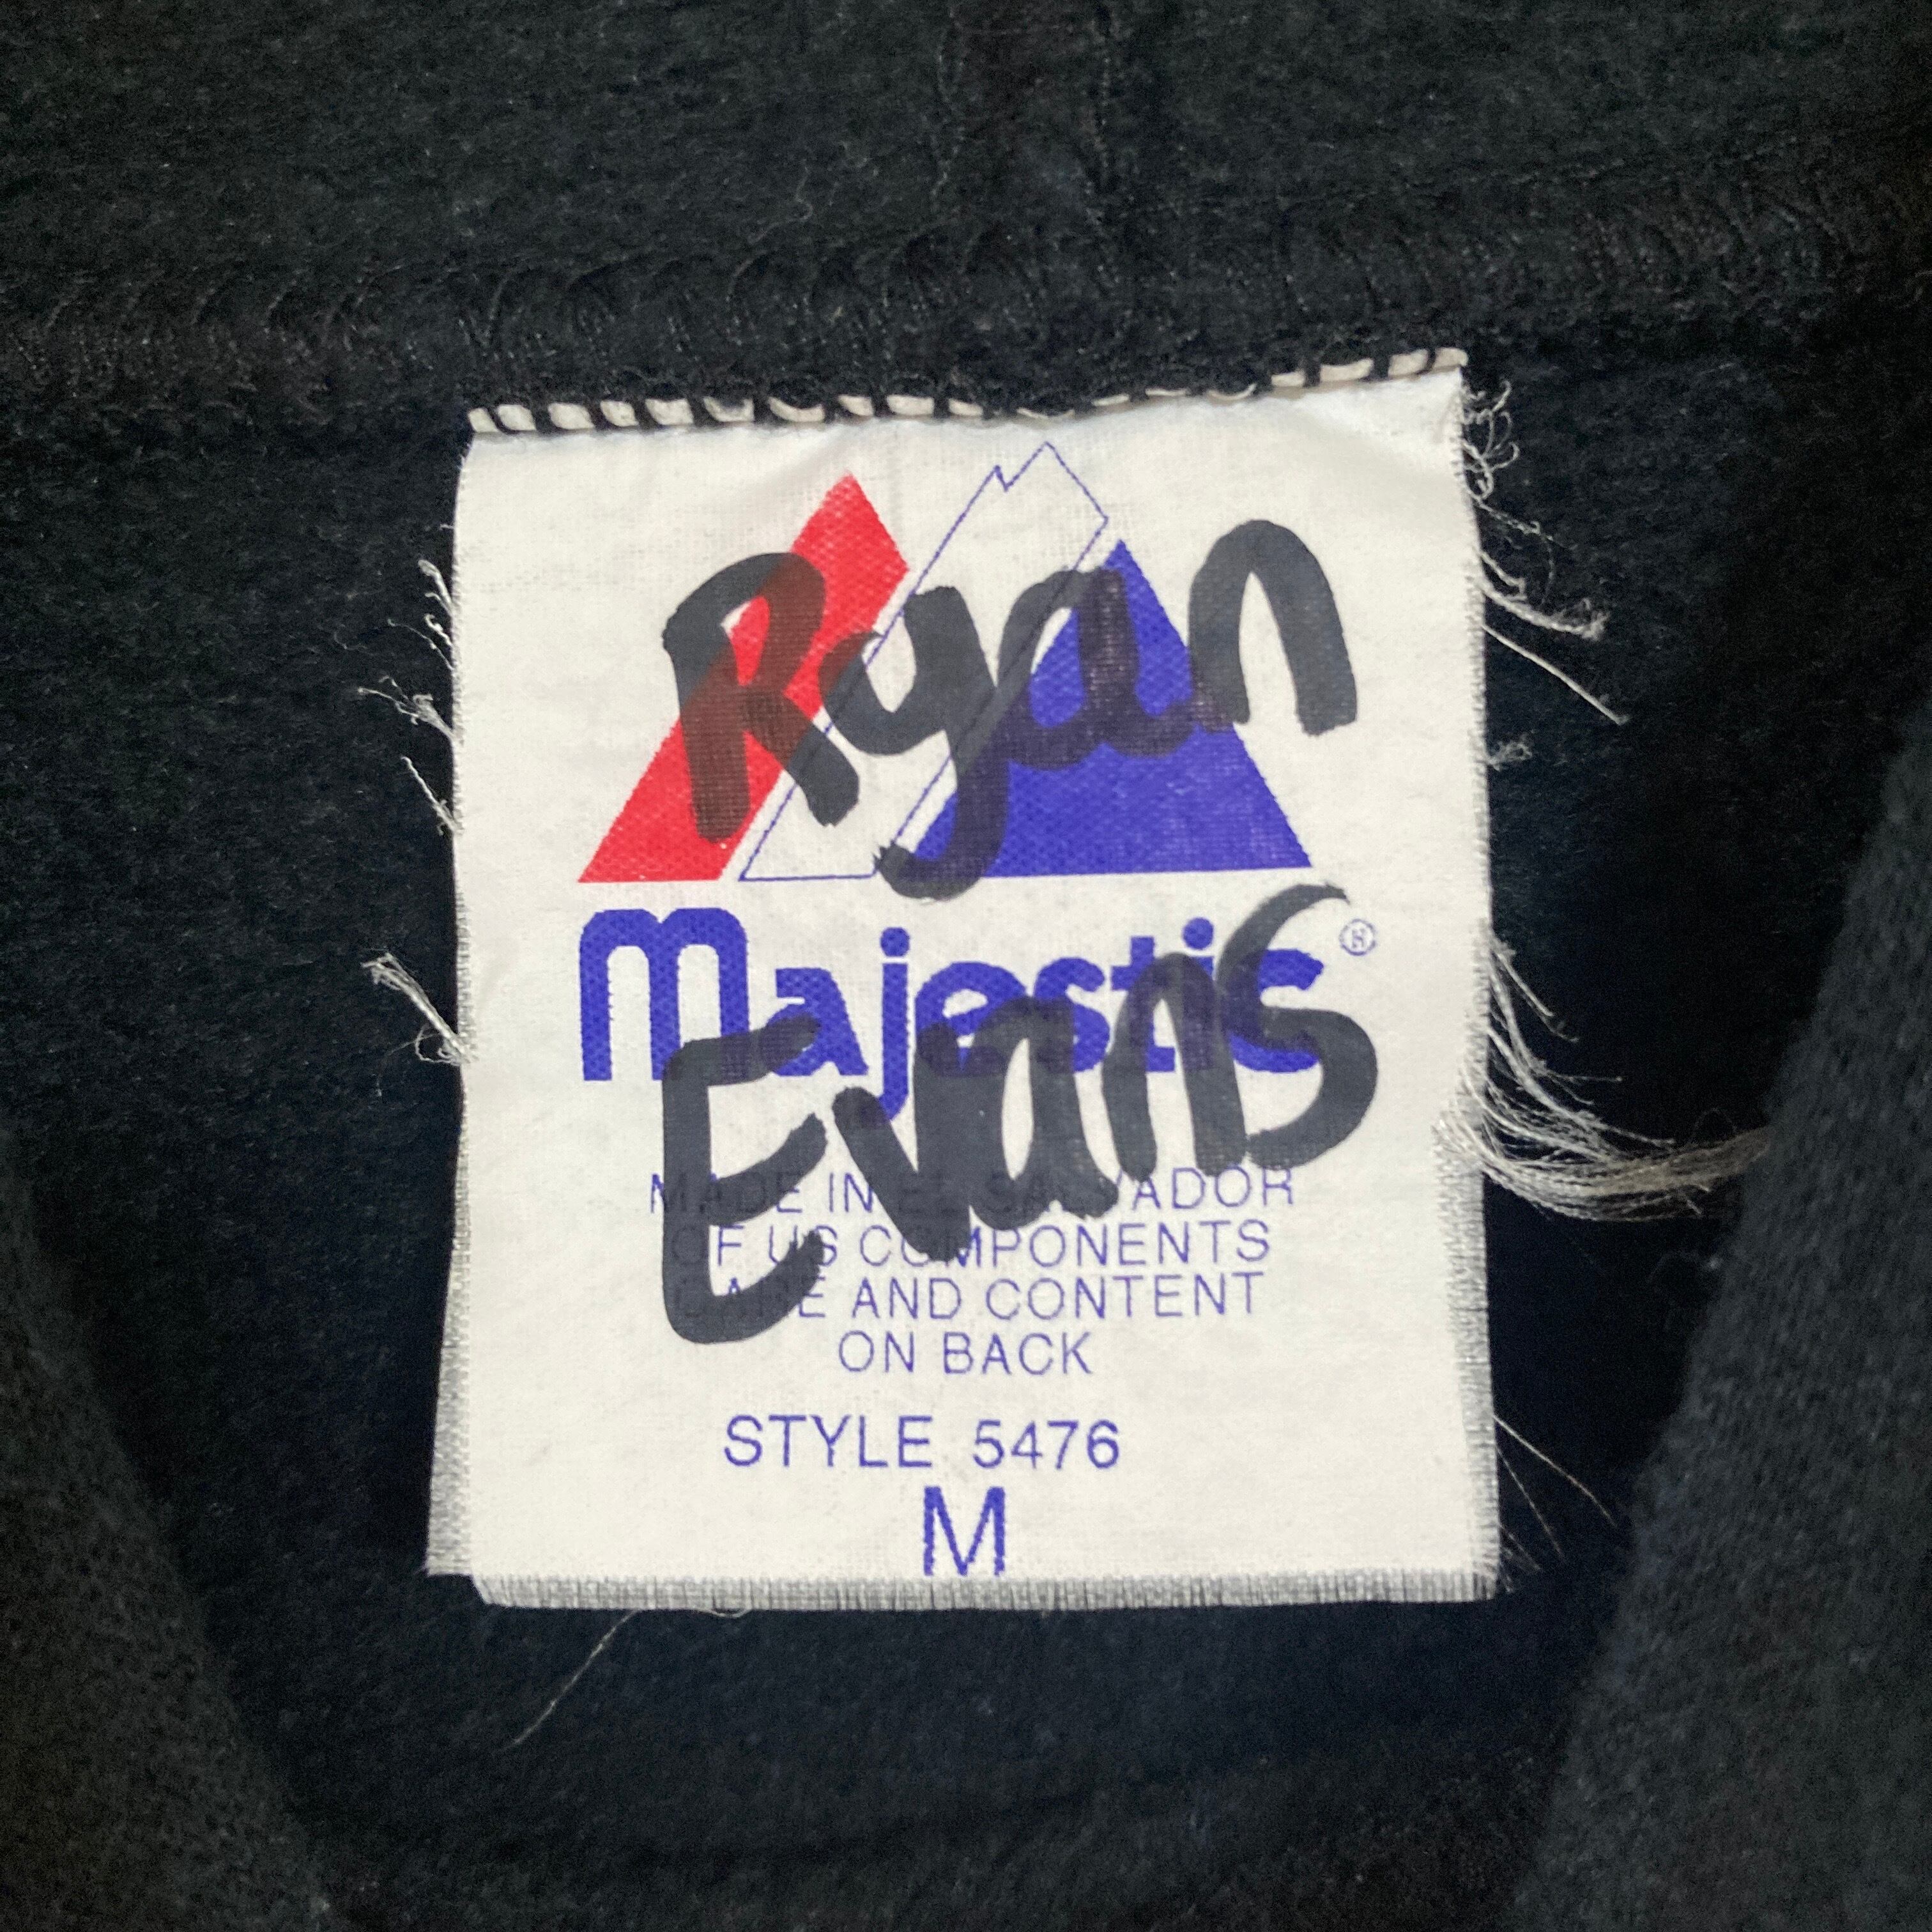 Ryan
Majestic®
Evans
MADE IN EL SALVADOR
OF US COMPONENTS
CARE AND CONTENT
ON BACK
STYLE 5476
M